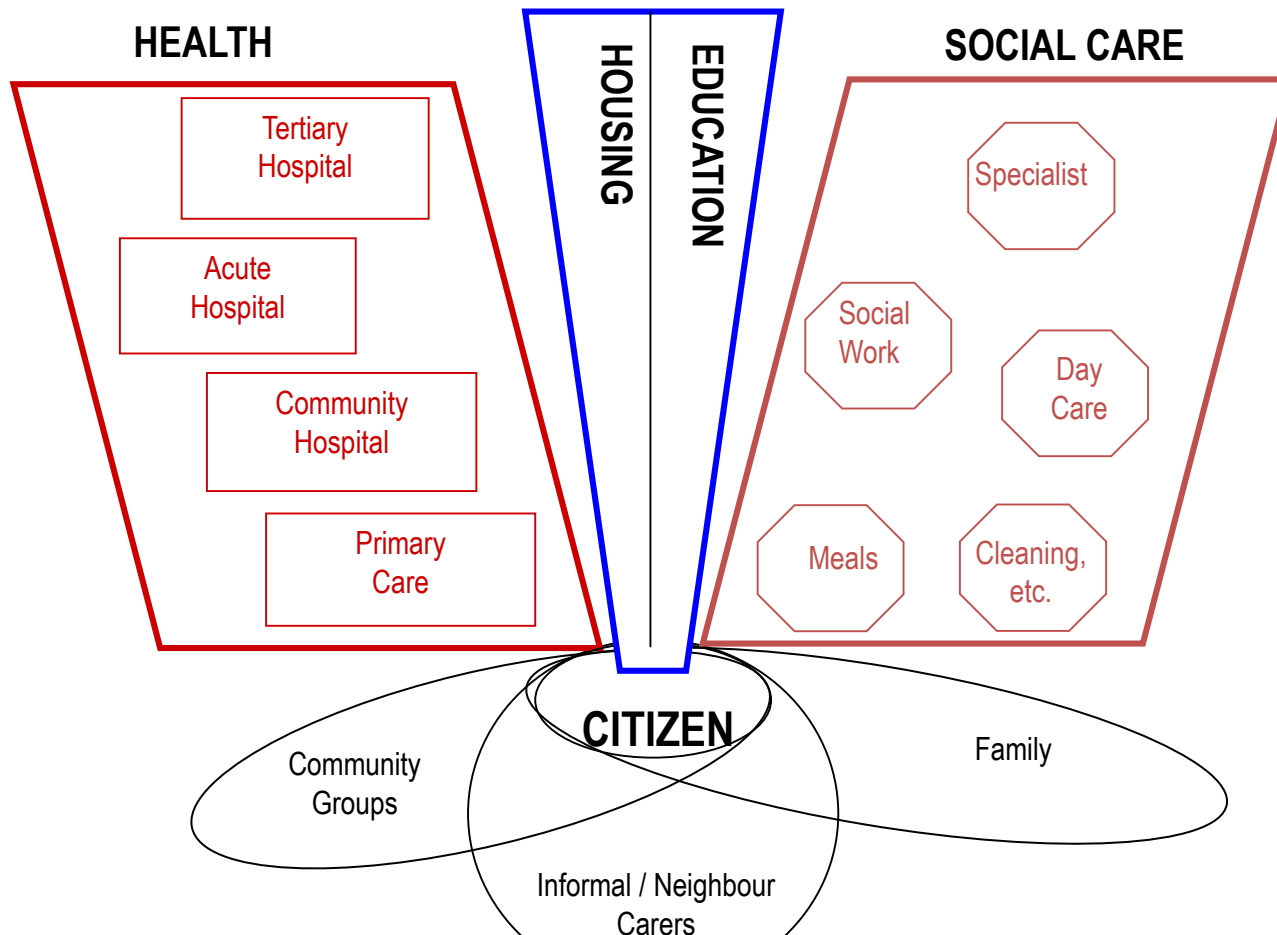 HEALTH
Tertiary
Hospital
Acute
Hospital
Community
Hospital
Primary
Care
HOUSING
EDUCATION
SOCIAL CARE
Specialist
Social
Work
Day
Care
Meals
Cleaning,
etc.
CITIZEN
Community
Groups
Family
Informal / Neighbour
Carers